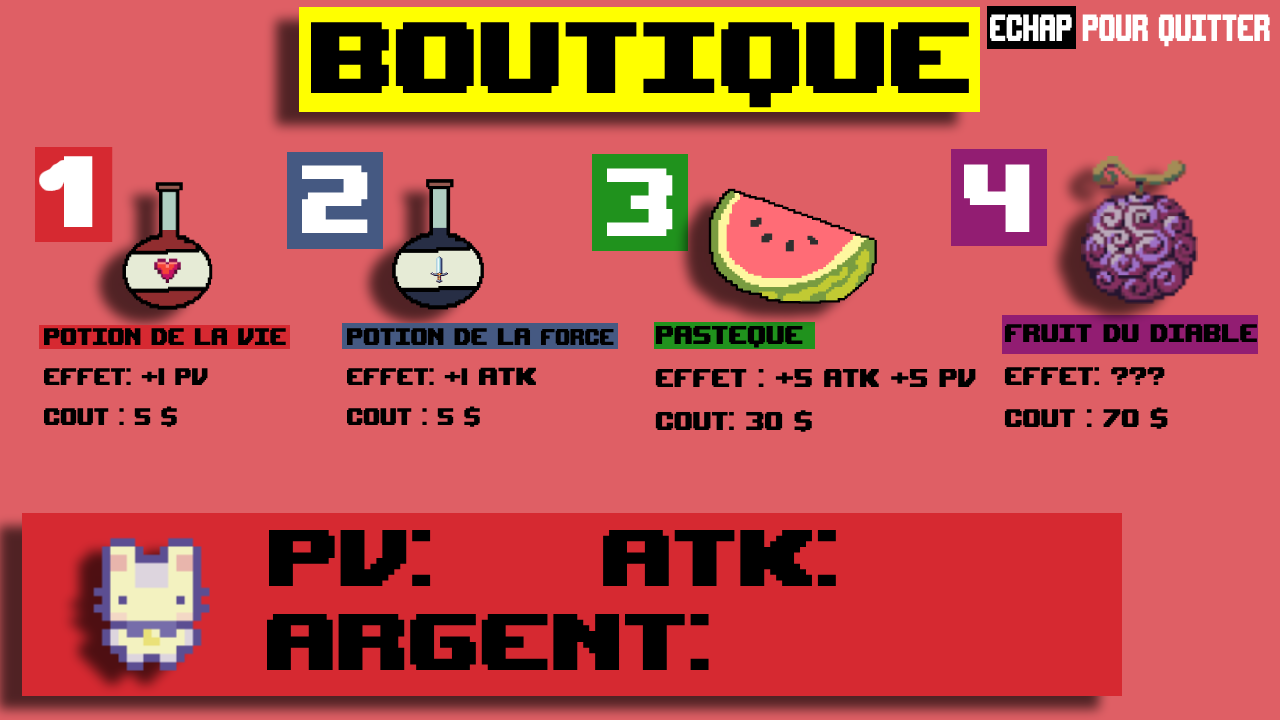 BOUTIQUE
ECHAP POUR QUITTER
1
2
3
4
POTION DE LA VIE
EFFET: +1 PV
COUT : 5 $
POTION DE LA FORCE
EFFET: +1 ATK
COUT : 5 $
PASTEQUE
EFFET : +5 ATK +5 PV
COUT: 30 $
FRUIT DU DIABLE
EFFET: ???
COUT : 70 $
PV: ATK:
ARGENT: